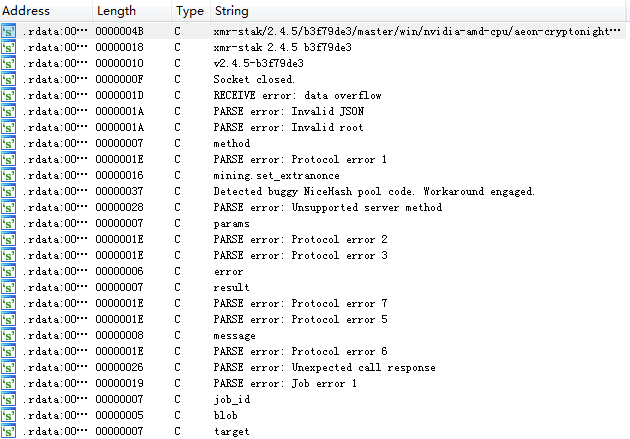 Address Length Type String
.rdata:00… 0000004B C xmr-stak/2.4.5/b3f79de3/master/win/nvidia-amd-cpu/aeon-cryptonight…
.rdata:00… 00000018 C xmr-stak 2.4.5 b3f79de3
.rdata:00… 0000000F C v2.4.5-b3f79de3
.rdata:00… 0000000F C Socket closed.
.rdata:00… 0000001D C RECEIVE error: data overflow
.rdata:00… 0000001A C PARSE error: Invalid JSON
.rdata:00… 0000001A C PARSE error: Invalid root
.rdata:00… 00000007 C method
.rdata:00… 0000001E C PARSE error: Protocol error 1
.rdata:00… 00000016 C mining.set_extranonce
.rdata:00… 00000037 C Detected buggy NiceHash pool code. Workaround engaged.
.rdata:00… 00000028 C PARSE error: Unsupported server method
.rdata:00… 00000007 C params
.rdata:00… 0000001E C PARSE error: Protocol error 2
.rdata:00… 0000001E C PARSE error: Protocol error 3
.rdata:00… 00000006 C error
.rdata:00… 00000007 C result
.rdata:00… 0000001E C PARSE error: Protocol error 7
.rdata:00… 0000001E C PARSE error: Protocol error 5
.rdata:00… 00000008 C message
.rdata:00… 0000001E C PARSE error: Protocol error 6
.rdata:00… 00000026 C PARSE error: Unexpected call response
.rdata:00… 00000019 C PARSE error: Job error 1
.rdata:00… 00000007 C job_id
.rdata:00… 00000005 C blob
.rdata:00… 00000007 C target